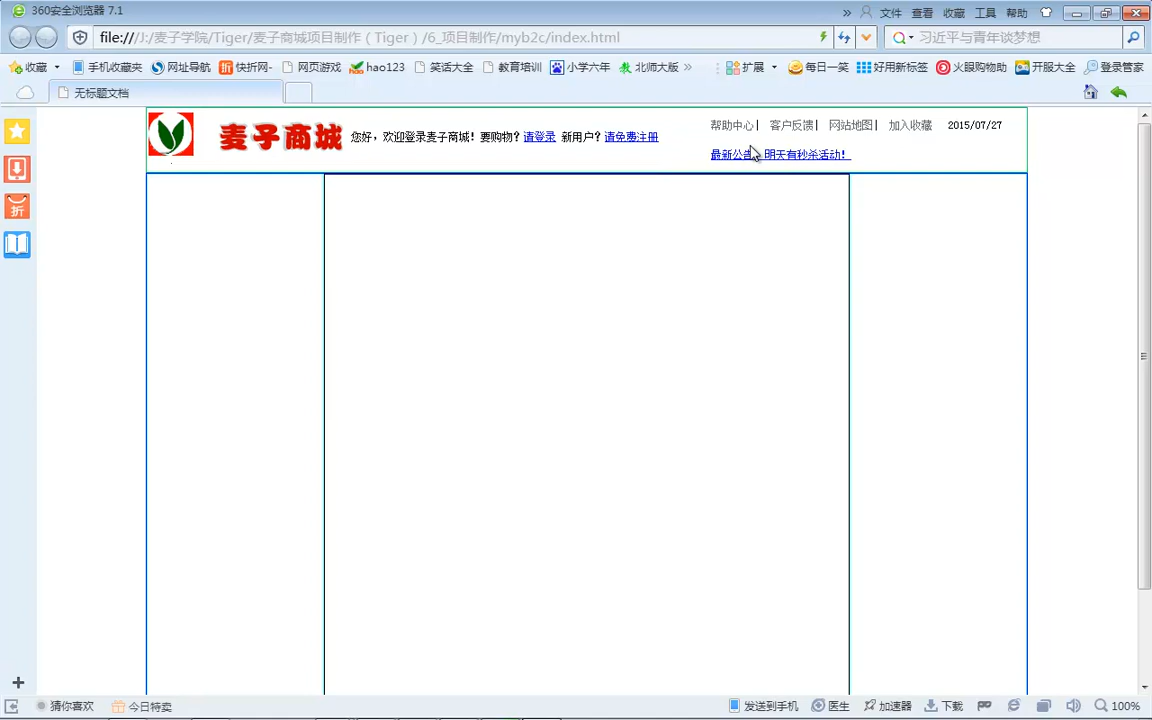 360安全浏览器 7.1
» 文件 查看 收藏 工具 帮助
file:///J:/麦子学院/Tiger/麦子商城项目制作（Tiger）/6_项目制作/myb2c/index.html
习近平与青年谈梦想
收藏 手机收藏夹 网址导航 快折网- 网页游戏 hao123 笑话大全 教育培训 小学六年 北师大版 » 扩展 每日一笑 好用新标签 火眼购物助 开服大全 登录管家
无标题文档
帮助中心| 客户反馈| 网站地图| 加入收藏 2015/07/27
麦子商城 您好，欢迎登录麦子商城！要购物？请登录 新用户？请免费注册
最新公告 明天有秒杀活动！
折
猜你喜欢 今日特卖 发送到手机 医生 加速器 下载 100%